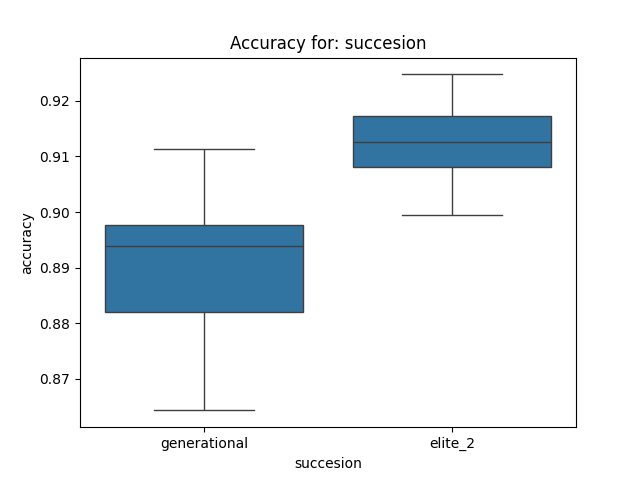 Accuracy for: succesion
accuracy
0.92
0.91
0.90
0.89
0.88
0.87
generational
elite_2
succesion